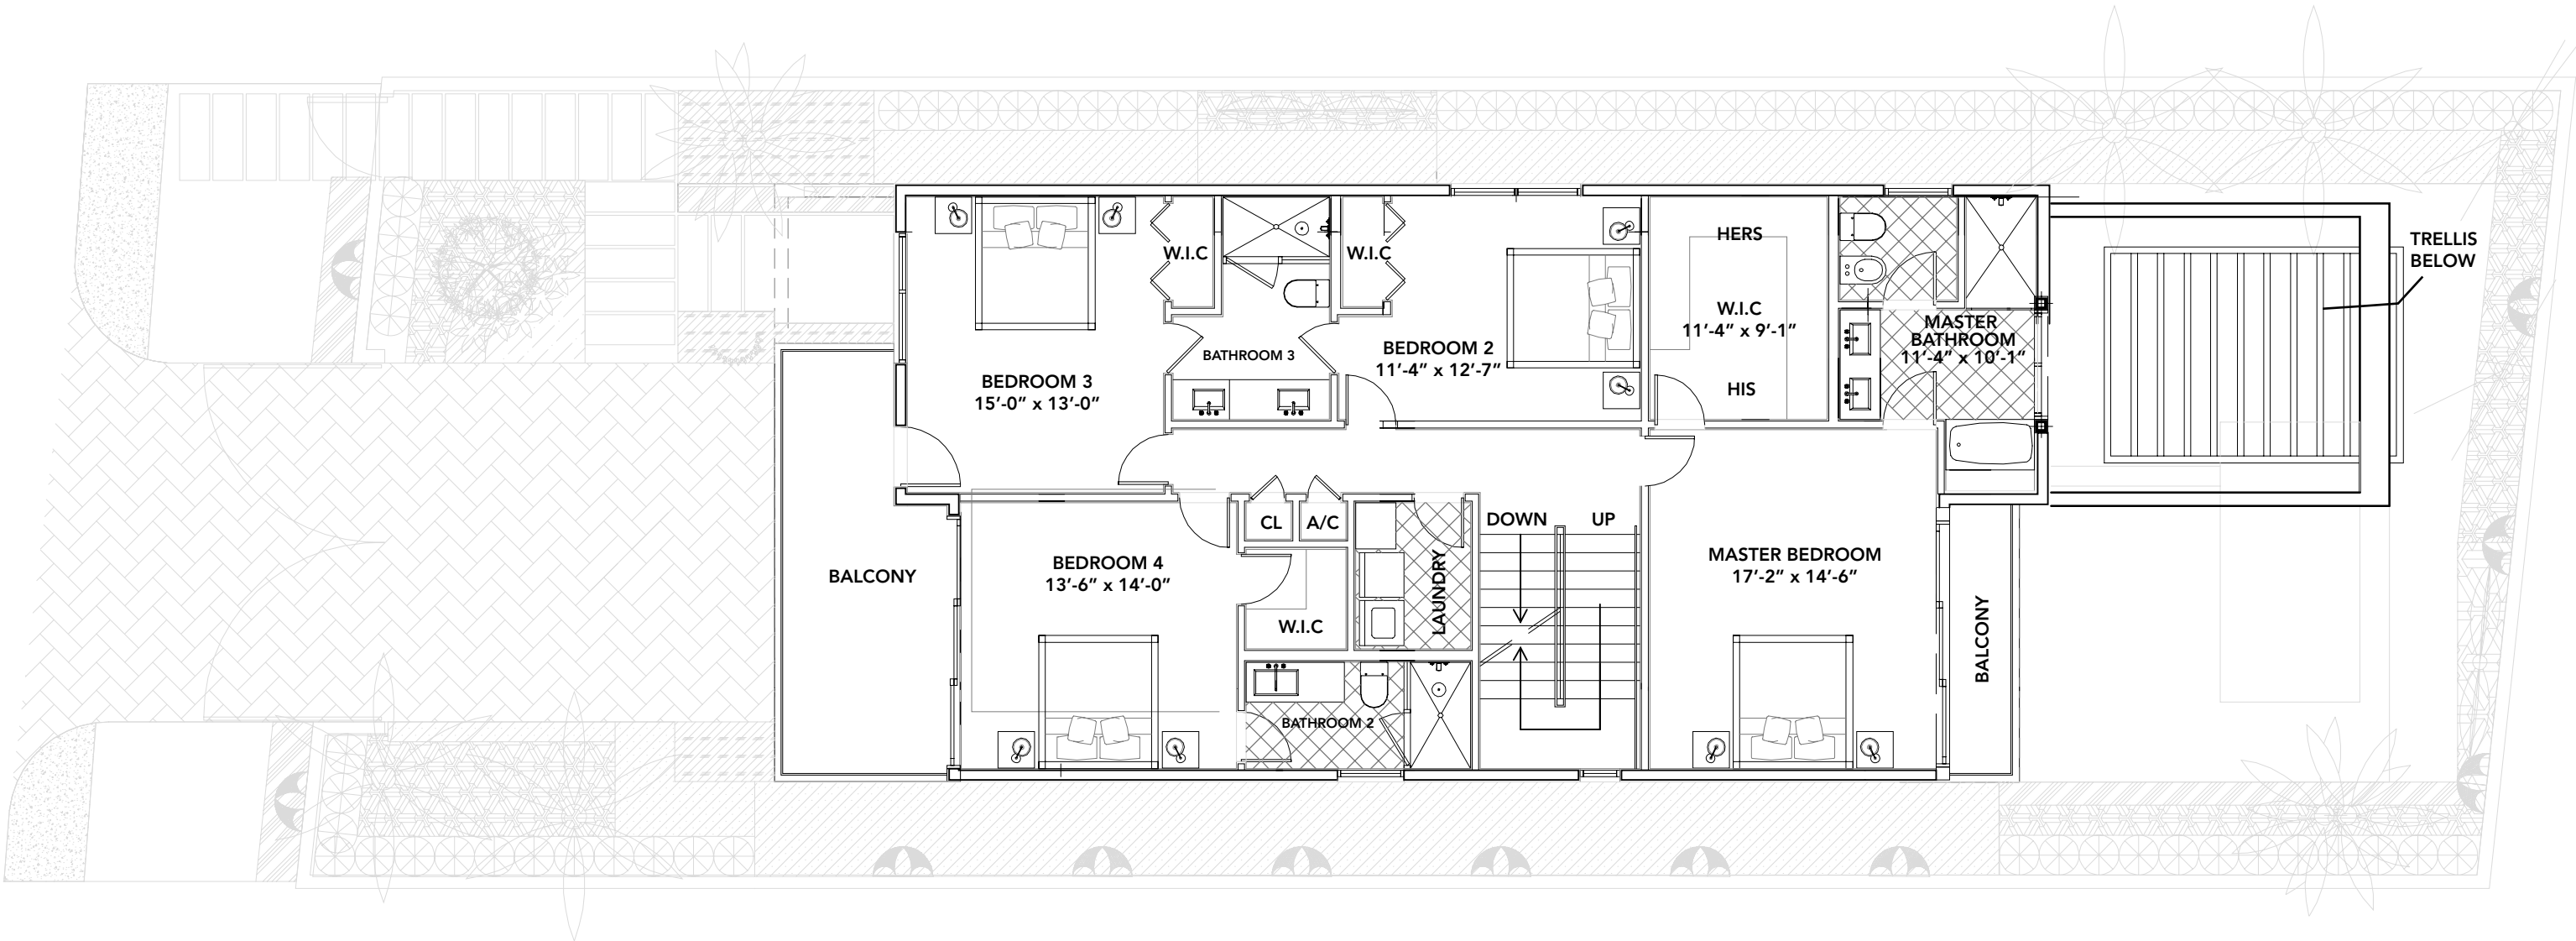 TRELLIS
BELOW
HERS
W.I.C
W.I.C
W.I.C
11’-4” x 9’-1”
MASTER
BATHROOM
11’-4” x 10’-1”
BATHROOM 3
BEDROOM 2
11’-4” x 12’-7”
BEDROOM 3
15’-0” x 13’-0”
HIS
CL
A/C
DOWN
UP
BEDROOM 4
13’-6” x 14’-0”
LAUNDRY
MASTER BEDROOM
17’-2” x 14’-6”
BALCONY
W.I.C
BALCONY
BATHROOM 2